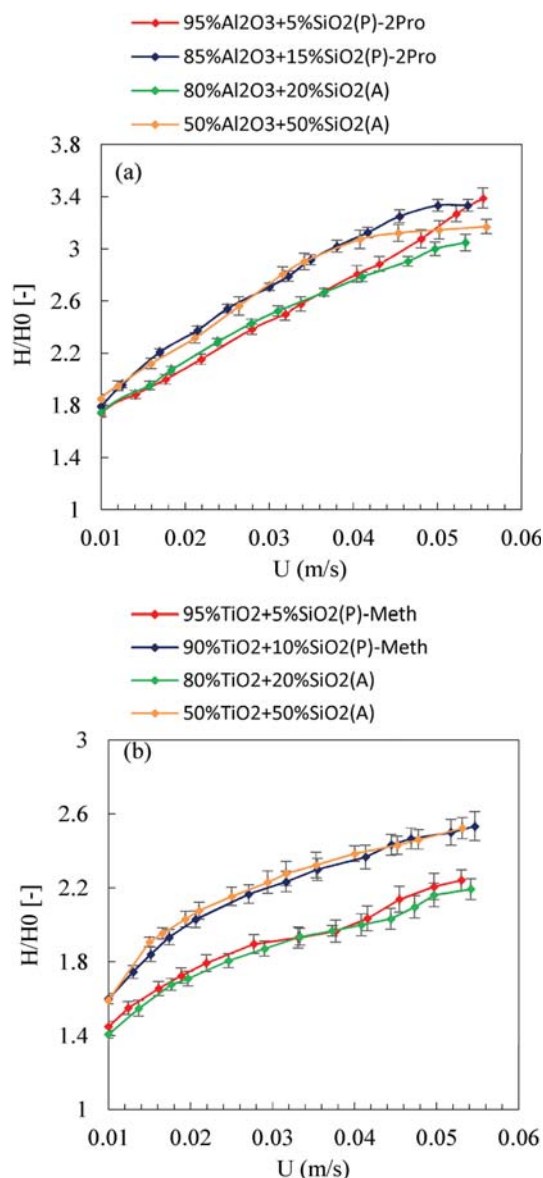 95%Al2O3+5%SiO2(P)-2Pro
85%Al2O3+15%SiO2(P)-2Pro
80%Al2O3+20%SiO2(A)
50%Al2O3+50%SiO2(A)
(a)
3.8
3.4
3
2.6
2.2
1.8
1.4
1
H/H0 [-]
0.01 0.02 0.03 0.04 0.05 0.06
U (m/s)
95%TiO2+5%SiO2(P)-Meth
90%TiO2+10%SiO2(P)-Meth
80%TiO2+20%SiO2(A)
50%TiO2+50%SiO2(A)
(b)
3
2.6
2.2
1.8
1.4
1
H/H0 [-]
0.01 0.02 0.03 0.04 0.05 0.06
U (m/s)